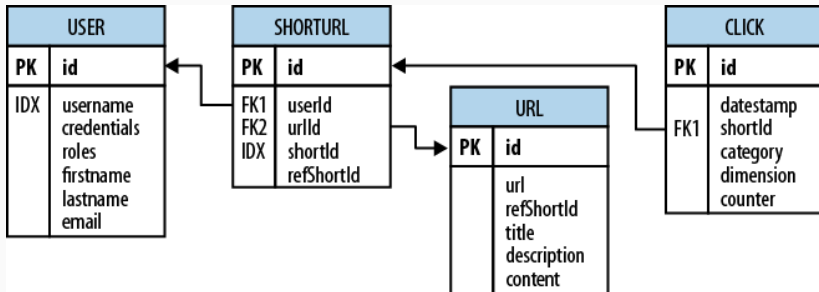 USER
PK id
IDX username
credentials
roles
firstname
lastname
email
SHORTURL
PK id
FK1 userId
FK2 urlId
IDX shortId
refShortId
URL
PK id
url
refShortId
title
description
content
CLICK
PK id
datestamp
FK1 shortId
category
dimension
counter